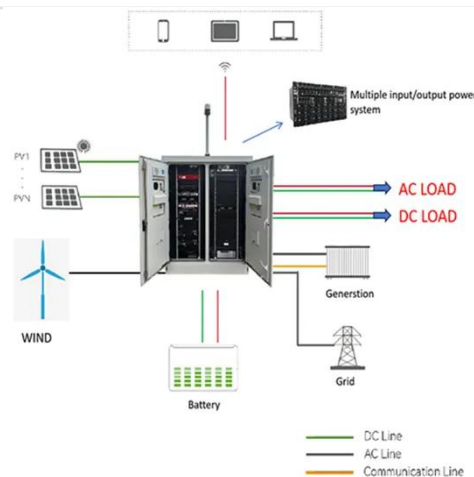 Multiple input/output power
system
PV1
PVN
AC LOAD
DC LOAD
WIND
Generstion
Grid
Battery
DC Line
AC Line
Communication Line